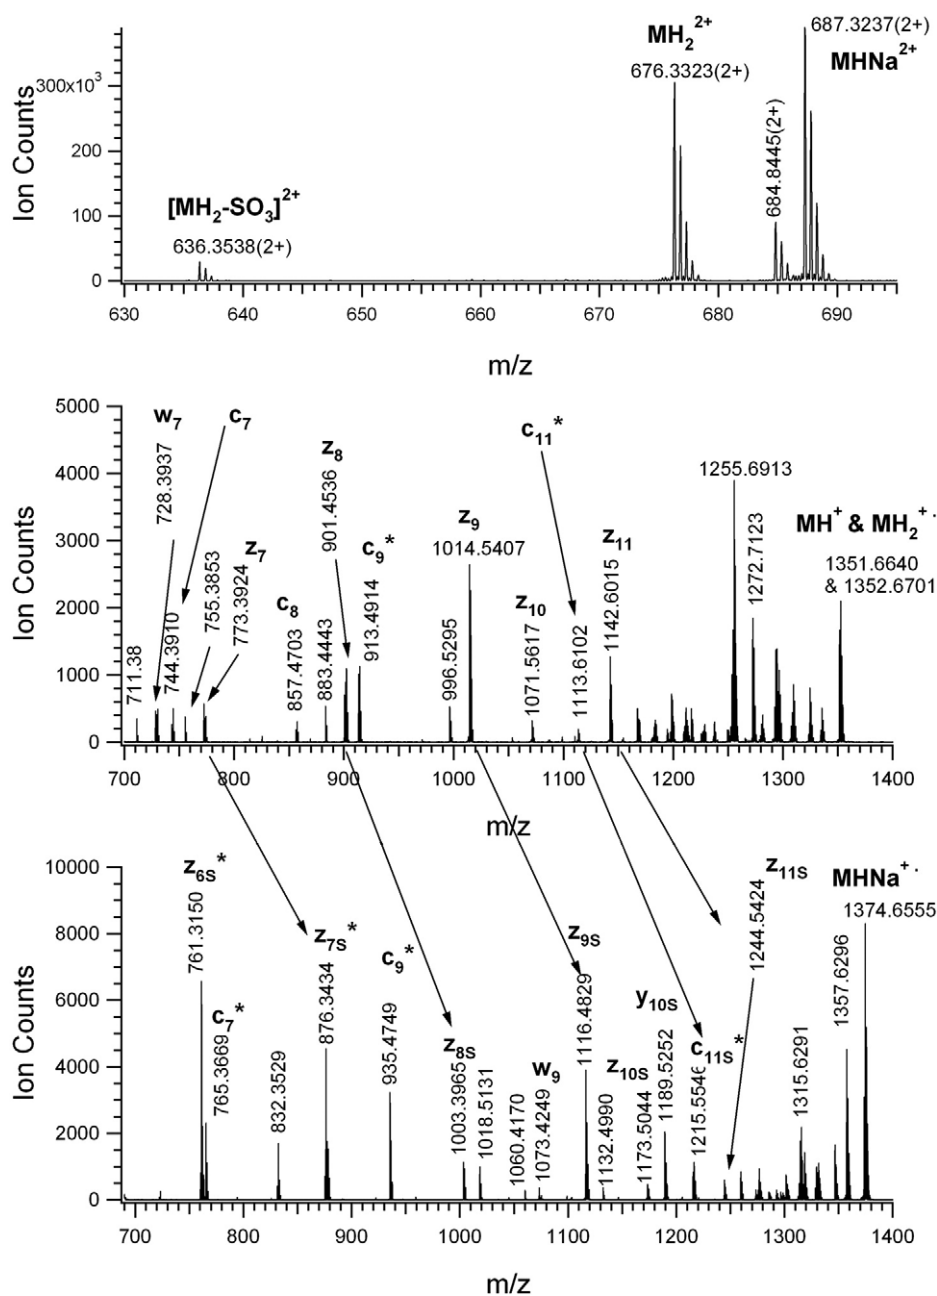 MH₂²⁺
676.3323(2+)
687.3237(2+)
MHNa²⁺
684.8445(2+)
[MH₂-SO₃]²⁺
636.3538(2+)
Ion Counts
300x10³
200
100
0
630 640 650 660 670 680 690
m/z
Ion Counts
5000
4000
3000
2000
1000
0
711.38
w₇
728.3937
c₇
744.3910
755.3853
z₇
773.3924
c₈
857.4703
883.4443
z₈
901.4536
c₉*
913.4914
996.5295
z₉
1014.5407
z₁₀
1071.5617
c₁₁*
1113.6102
z₁₁
1142.6015
1255.6913
1272.7123
MH⁺ & MH₂⁺·
1351.6640
& 1352.6701
700 800 900 1000 1100 1200 1300 1400
m/z
Ion Counts
10000
8000
6000
4000
2000
0
z₆S*
761.3150
c₇*
765.3669
832.3529
z₇S*
876.3434
c₉*
935.4749
z₈S
1003.3965
1018.5131
1060.4170
w₉
1073.4249
z₉S
1116.4829
1132.4990
z₁₀S
1173.5044
y₁₀S
1189.5252
c₁₁S*
1215.5546
z₁₁S
1244.5424
1315.6291
1357.6296
MHNa⁺·
1374.6555
700 800 900 1000 1100 1200 1300 1400
m/z